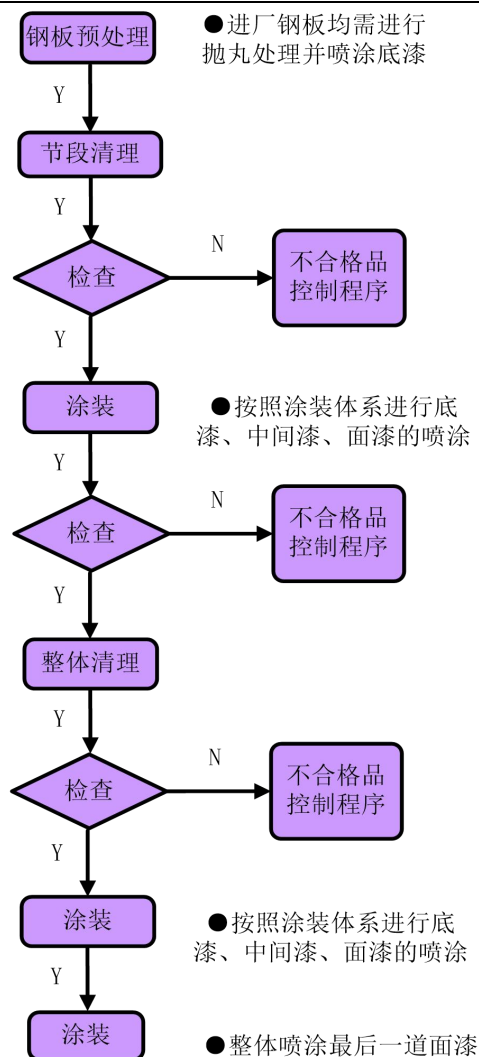 钢板预处理
●进厂钢板均需进行
抛丸处理并喷涂底漆
Y
节段清理
Y
检查
N
不合格品
控制程序
Y
涂装
●按照涂装体系进行底
漆、中间漆、面漆的喷涂
Y
检查
N
不合格品
控制程序
Y
整体清理
Y
检查
N
不合格品
控制程序
Y
涂装
●按照涂装体系进行底
漆、中间漆、面漆的喷涂
Y
涂装
●整体喷涂最后一道面漆